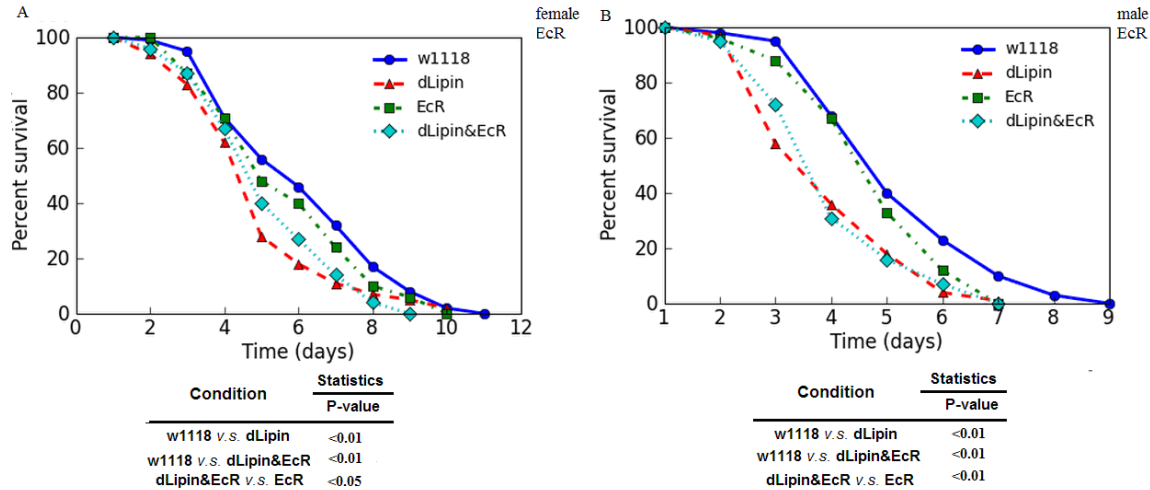 A
female
EcR
100
80
60
40
20
0
Percent survival
w1118
dLipin
EcR
dLipin&EcR
0 2 4 6 8 10 12
Time (days)
Condition
Statistics
P-value
w1118 v.s. dLipin <0.01
w1118 v.s. dLipin&EcR <0.01
dLipin&EcR v.s. EcR <0.05
B
male
EcR
100
80
60
40
20
0
Percent survival
w1118
dLipin
EcR
dLipin&EcR
1 2 3 4 5 6 7 8 9
Time (days)
Condition
Statistics
P-value
w1118 v.s. dLipin <0.01
w1118 v.s. dLipin&EcR <0.01
dLipin&EcR v.s. EcR <0.01